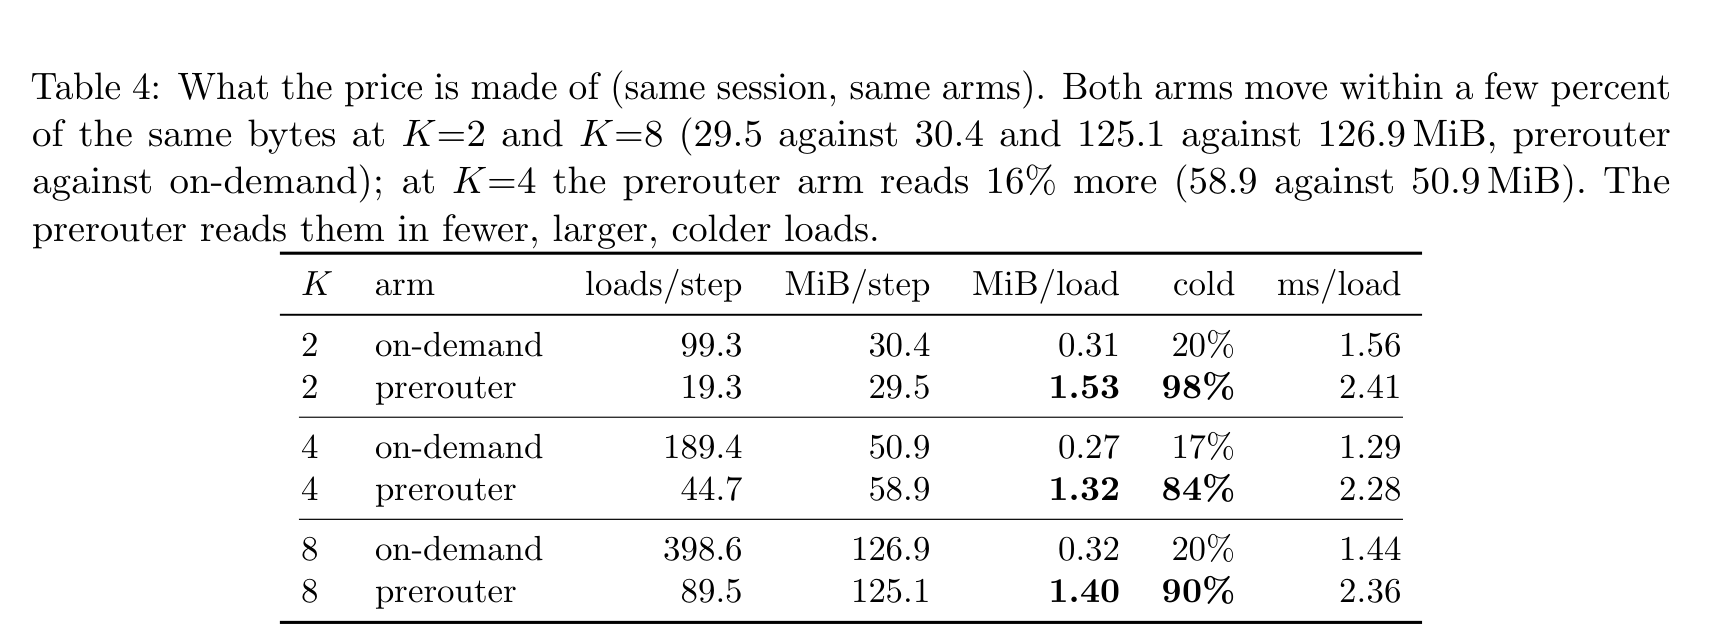 Table 4: What the price is made of (same session, same arms). Both arms move within a few percent
of the same bytes at K=2 and K=8 (29.5 against 30.4 and 125.1 against 126.9 MiB, prerouter
against on-demand); at K=4 the prerouter arm reads 16% more (58.9 against 50.9 MiB). The
prerouter reads them in fewer, larger, colder loads.
K arm loads/step MiB/step MiB/load cold ms/load
2 on-demand 99.3 30.4 0.31 20% 1.56
2 prerouter 19.3 29.5 1.53 98% 2.41
4 on-demand 189.4 50.9 0.27 17% 1.29
4 prerouter 44.7 58.9 1.32 84% 2.28
8 on-demand 398.6 126.9 0.32 20% 1.44
8 prerouter 89.5 125.1 1.40 90% 2.36